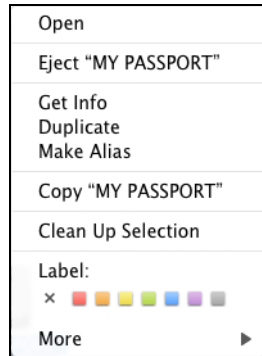 Open
Eject “MY PASSPORT”
Get Info
Duplicate
Make Alias
Copy “MY PASSPORT”
Clean Up Selection
Label:
More